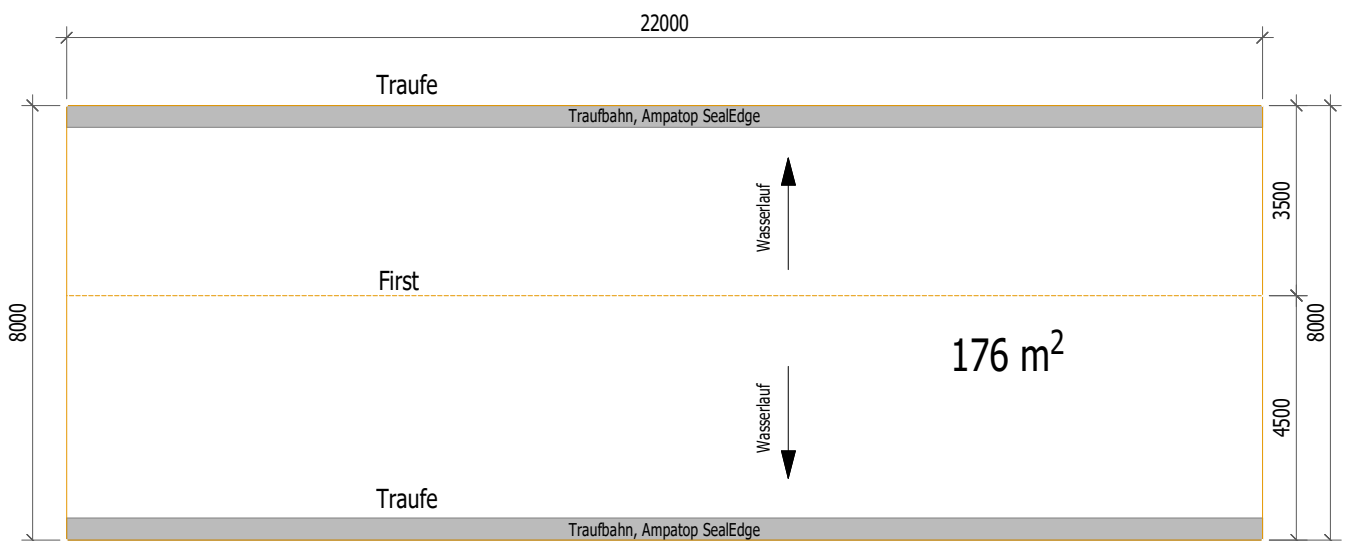 22000
Traufe
Traufbahn, Ampatop SealEdge
Wasserlauf
3500
First
8000
8000
176 m²
Wasserlauf
4500
Traufe
Traufbahn, Ampatop SealEdge